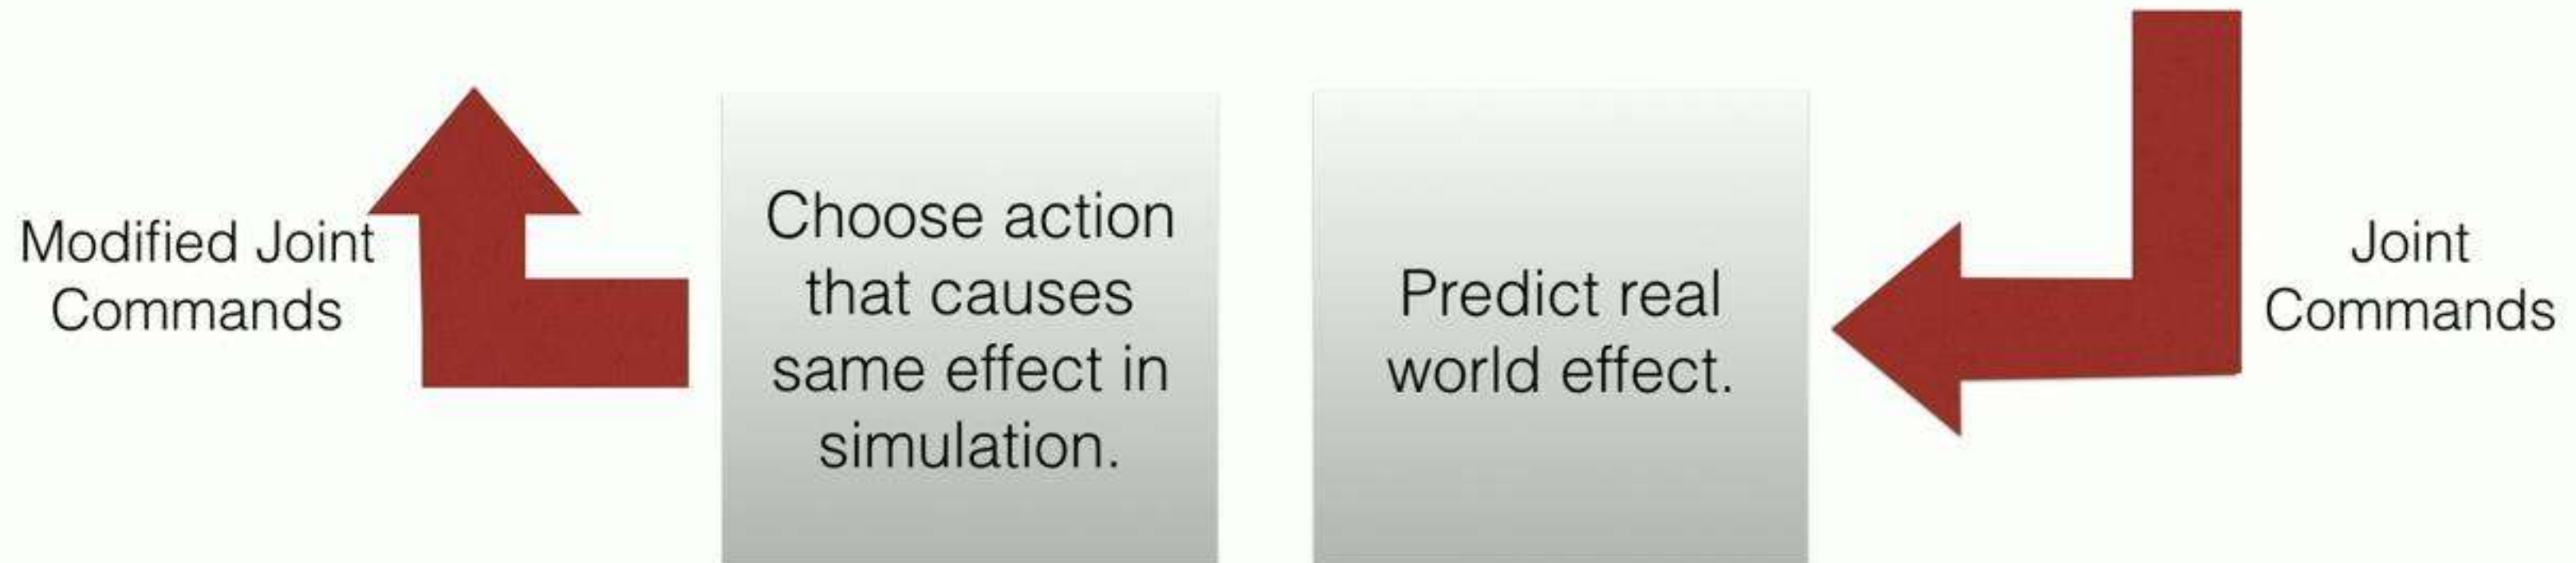 Modified Joint
Commands
Choose action
that causes
same effect in
simulation.
Predict real
world effect.
Joint
Commands